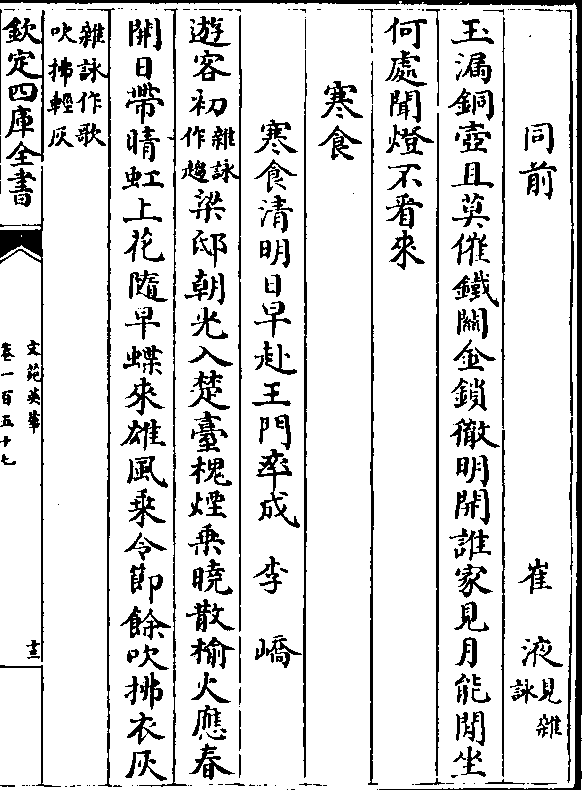 同前 崔液見雜詠
玉漏銅壺且莫催鐵關金鎖徹明開誰家見月能閒坐
何處聞燈不看來
寒食
寒食清明日早赴王門率成 李嶠
遊客初雜詠作趍梁邸朝光入楚臺槐煙乗曉散榆火應春
開日帶晴虹上花隨早蝶來雄風乗令節餘吹拂衣灰
雜詠作歌吹拂輕灰
欽定四庫全書
文苑英華
卷一百五十七
十三